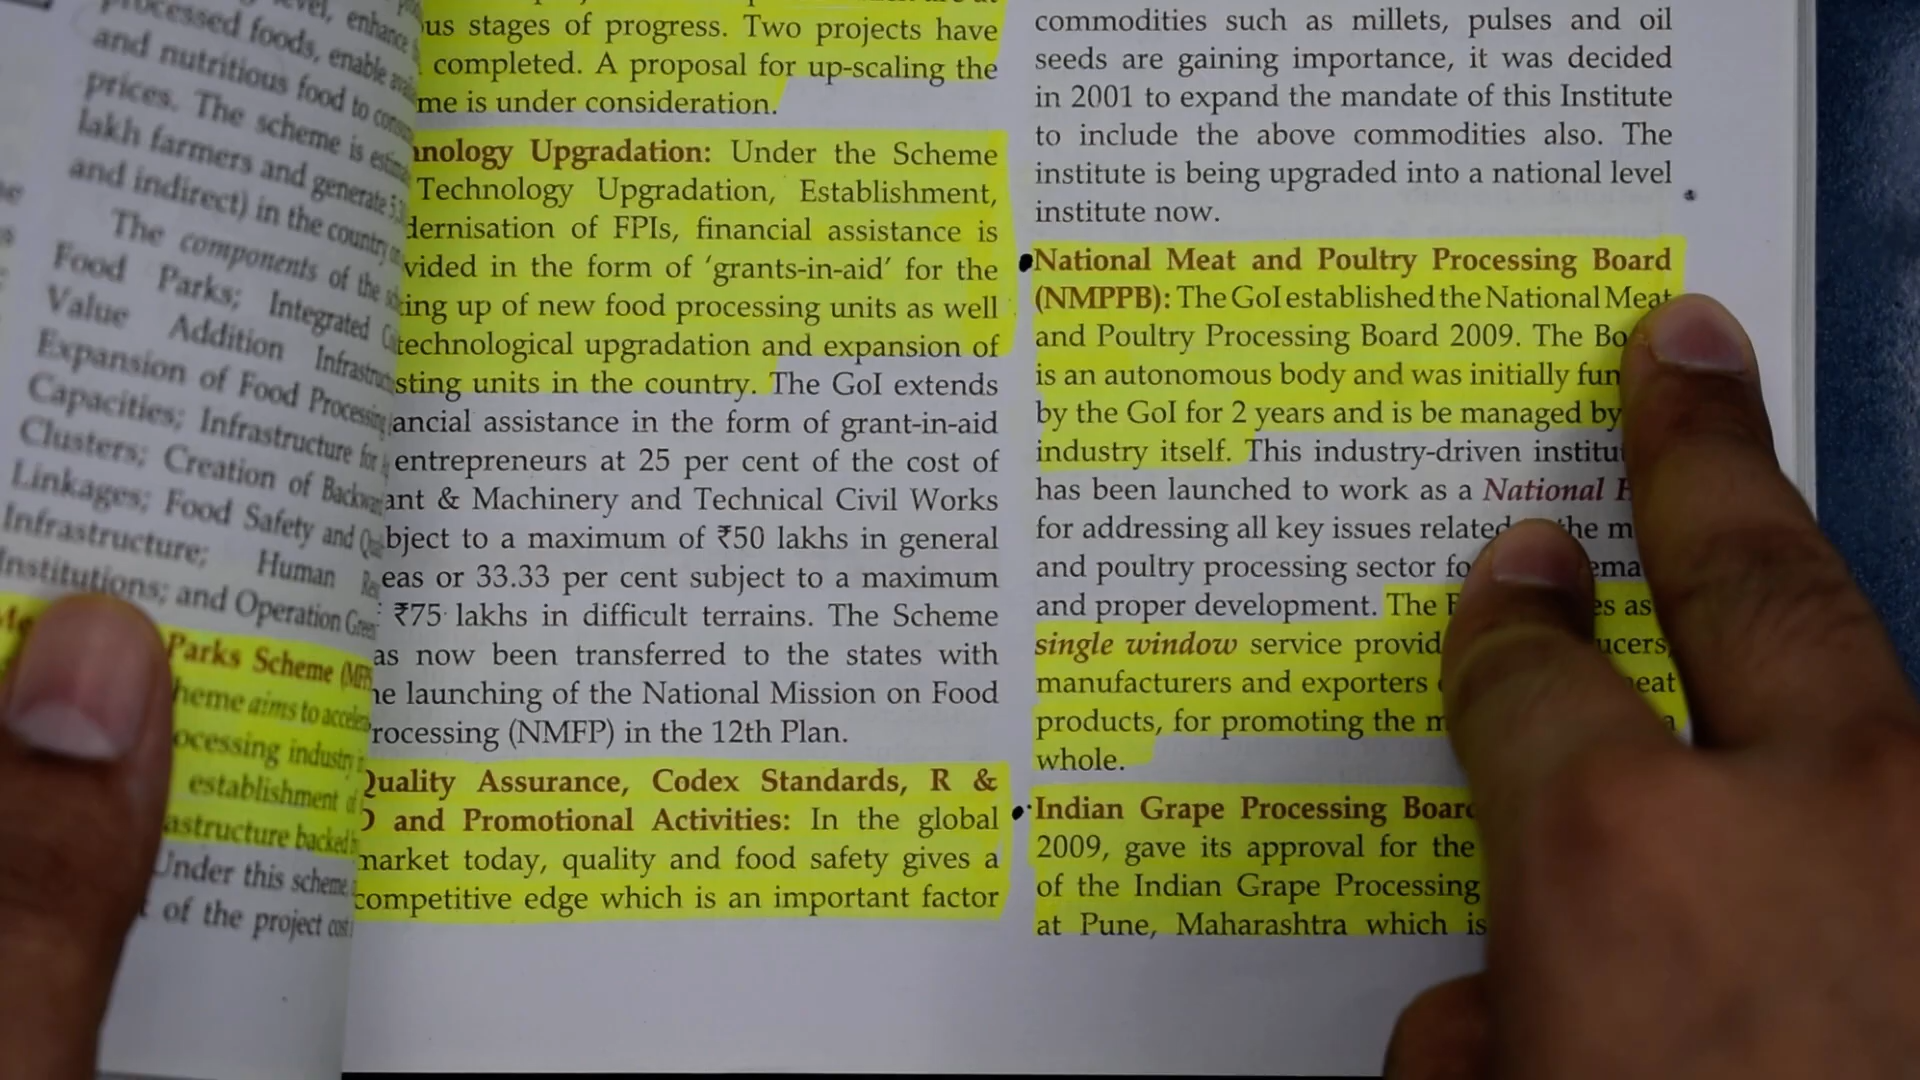 processed foods, enable
and nutritious food to
prices. The scheme is
lakh farmers and generate
and indirect) in the country
The components of the
Food Parks; Integrated
Value Addition
Expansion of Food Processing
Capacities; Infrastructure for
Clusters; Creation of
Linkages; Food Safety and
Infrastructure; Human
Institutions; and Operation
Parks Scheme
heme aims to
ocessing industry
establishment
astructure backed
Under this scheme,
of the project cost
us stages of progress. Two projects have
completed. A proposal for up-scaling the
me is under consideration.
nology Upgradation: Under the Scheme
Technology Upgradation, Establishment,
dernisation of FPIs, financial assistance is
vided in the form of ‘grants-in-aid’ for the
ing up of new food processing units as well
technological upgradation and expansion of
sting units in the country. The GoI extends
ancial assistance in the form of grant-in-aid
entrepreneurs at 25 per cent of the cost of
ant & Machinery and Technical Civil Works
bject to a maximum of ₹50 lakhs in general
eas or 33.33 per cent subject to a maximum
₹75 lakhs in difficult terrains. The Scheme
as now been transferred to the states with
he launching of the National Mission on Food
rocessing (NMFP) in the 12th Plan.
Quality Assurance, Codex Standards, R &
D and Promotional Activities: In the global
market today, quality and food safety gives a
competitive edge which is an important factor
commodities such as millets, pulses and oil
seeds are gaining importance, it was decided
in 2001 to expand the mandate of this Institute
to include the above commodities also. The
institute is being upgraded into a national level
institute now.
National Meat and Poultry Processing Board
(NMPPB): The GoI established the National Meat
and Poultry Processing Board 2009. The Bo
is an autonomous body and was initially fun
by the GoI for 2 years and is be managed by
industry itself. This industry-driven institu
has been launched to work as a National
for addressing all key issues related the m
and poultry processing sector fo
and proper development. The es as
single window service provid ucers,
manufacturers and exporters eat
products, for promoting the m
whole.
Indian Grape Processing Board
2009, gave its approval for the
of the Indian Grape Processing
at Pune, Maharashtra which is